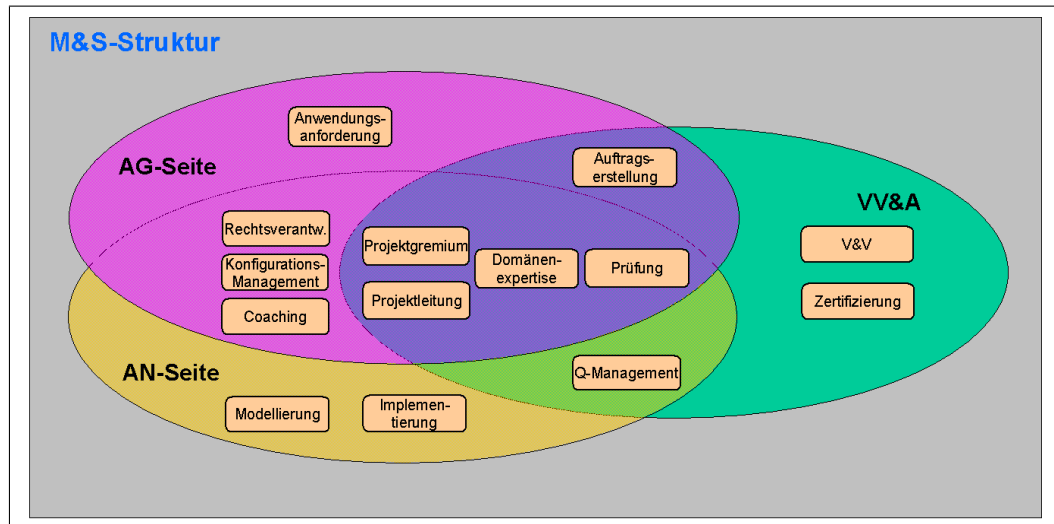 M&S-Struktur
Anwendungs-
anforderung
AG-Seite
Auftrags-
erstellung
VV&A
Rechtsverantw.
Konfigurations-
Management
Coaching
Projektgremium
Projektleitung
Domänen-
expertise
Prüfung
V&V
Zertifizierung
AN-Seite
Q-Management
Modellierung
Implemen-
tierung